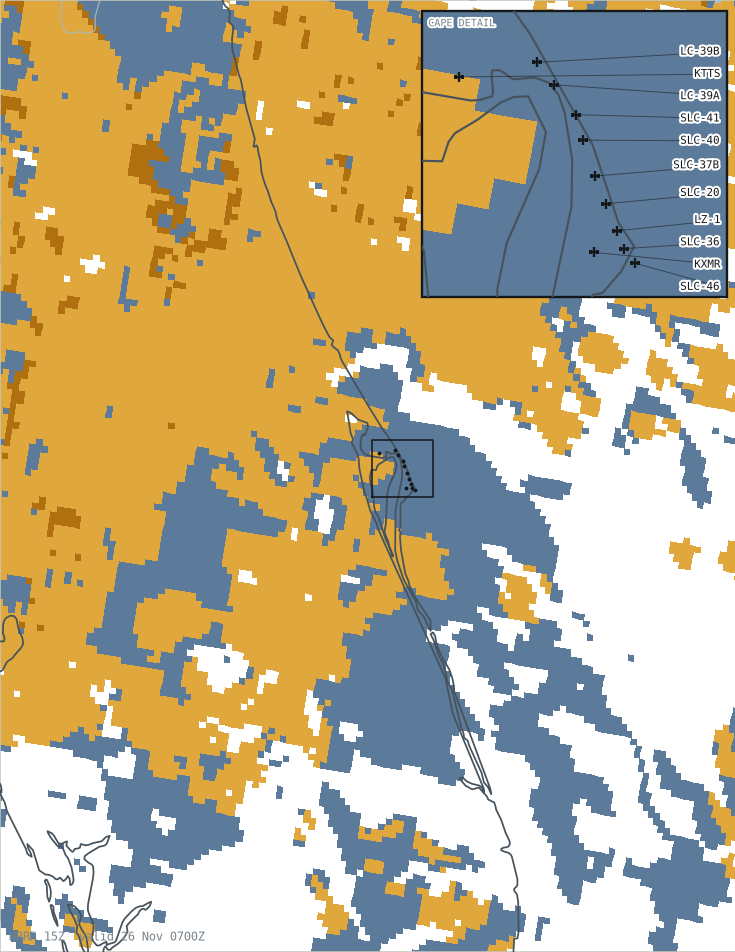 CAPE DETAIL
LC-39B
KTTS
LC-39A
SLC-41
SLC-40
SLC-37B
SLC-20
LZ-1
SLC-36
KXMR
SLC-46
15Z 26 Nov 0700Z